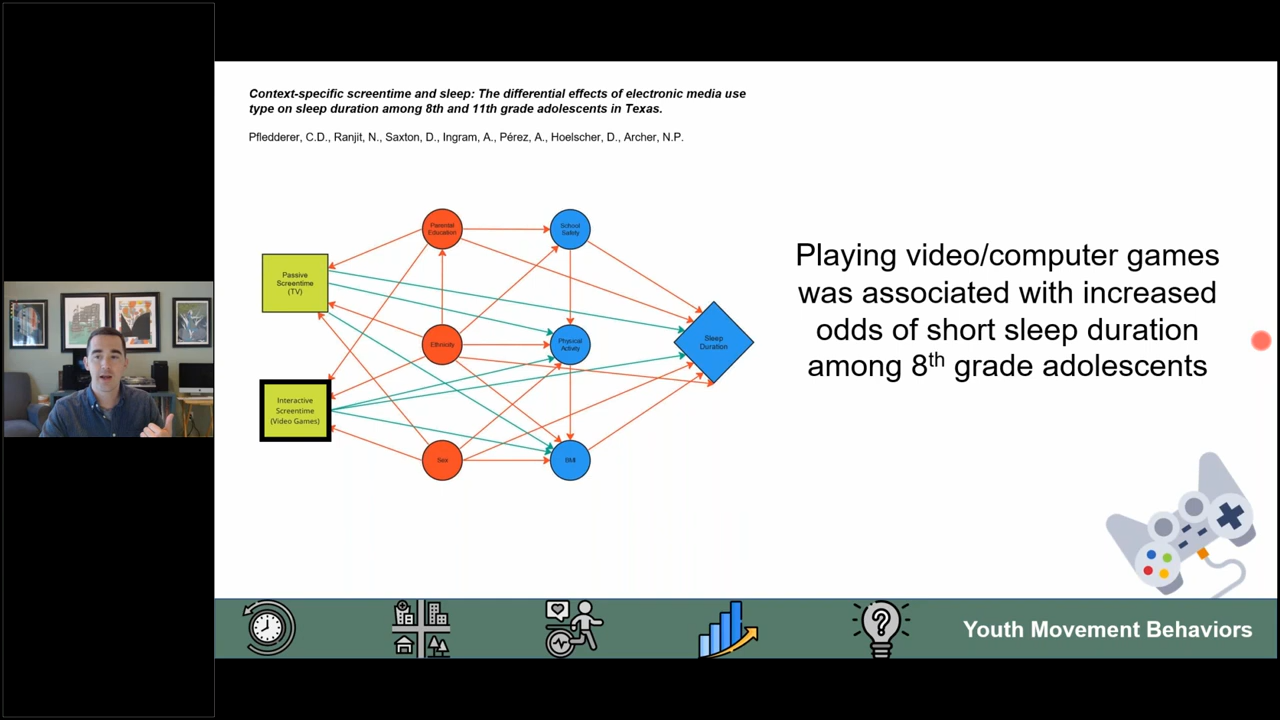 Context-specific screentime and sleep: The differential effects of electronic media use
type on sleep duration among 8th and 11th grade adolescents in Texas.
Pfledderer, C.D., Ranjit, N., Saxton, D., Ingram, A., Pérez, A., Hoelscher, D., Archer, N.P.
Parental
Education
School
Safety
Passive
Screentime
(TV)
Ethnicity
Physical
Activity
Sleep
Duration
Interactive
Screentime
(Video Games)
Sex
BMI
Playing video/computer games
was associated with increased
odds of short sleep duration
among 8th grade adolescents
Youth Movement Behaviors